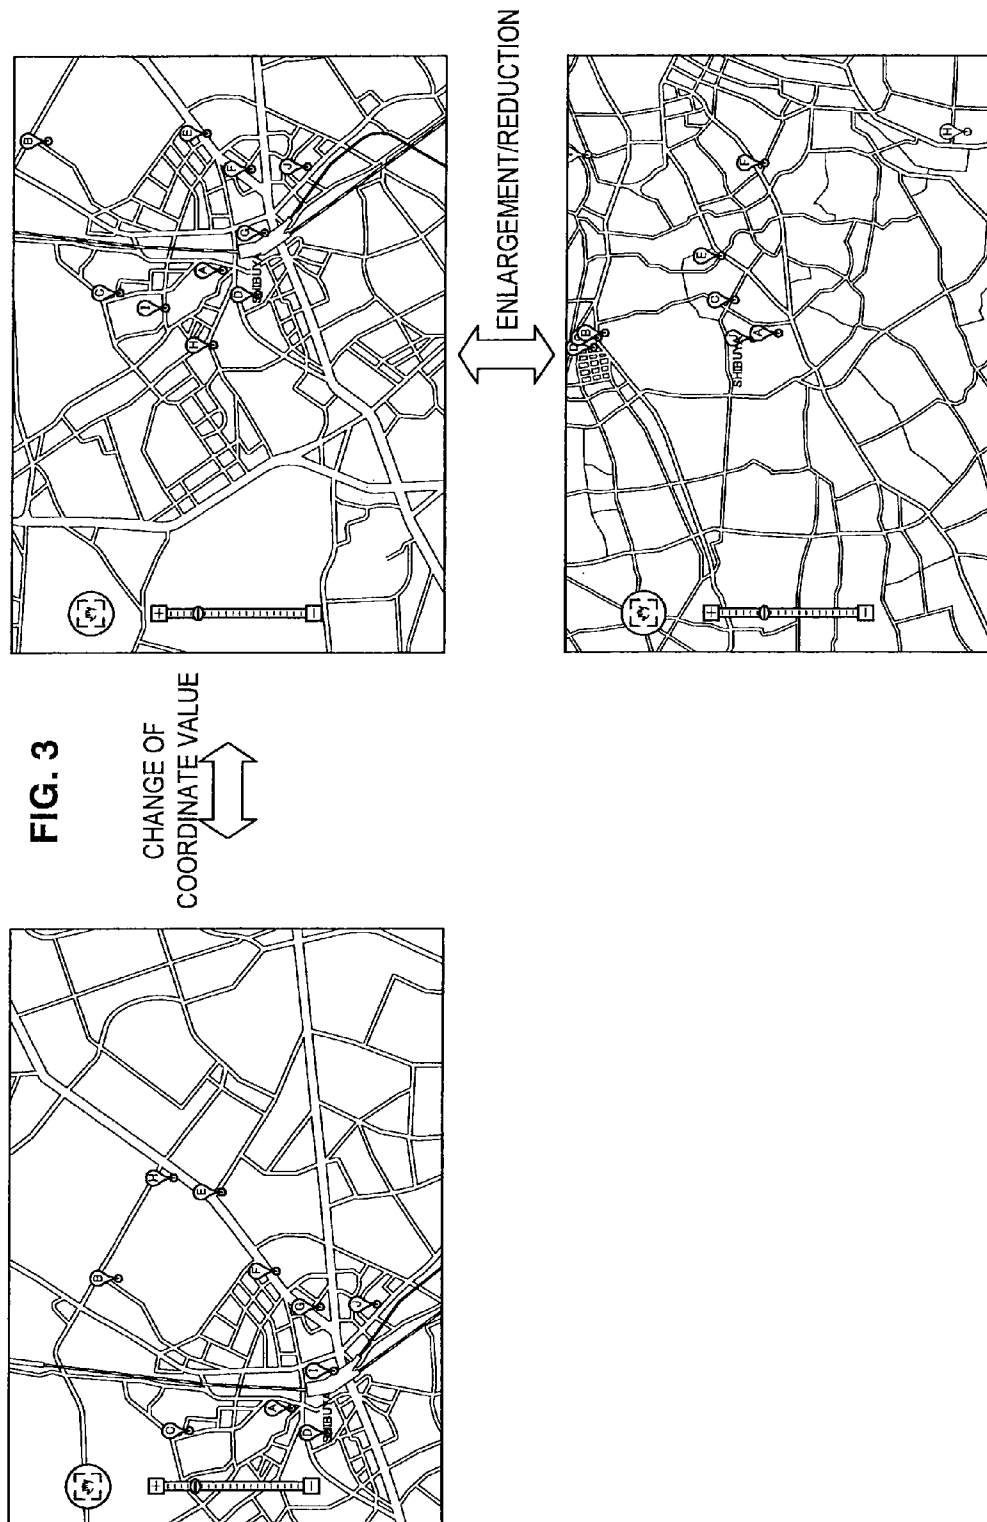 FIG. 3
B
H
C
E
F
A
G
D
I
J
SHIBUYA
+
−
CHANGE OF
COORDINATE VALUE
B
C
E
I
H
A
F
D
G
J
SHIBUYA
+
−
ENLARGEMENT/REDUCTION
D
B
E
C
F
J
A
H
SHIBUYA
+
−